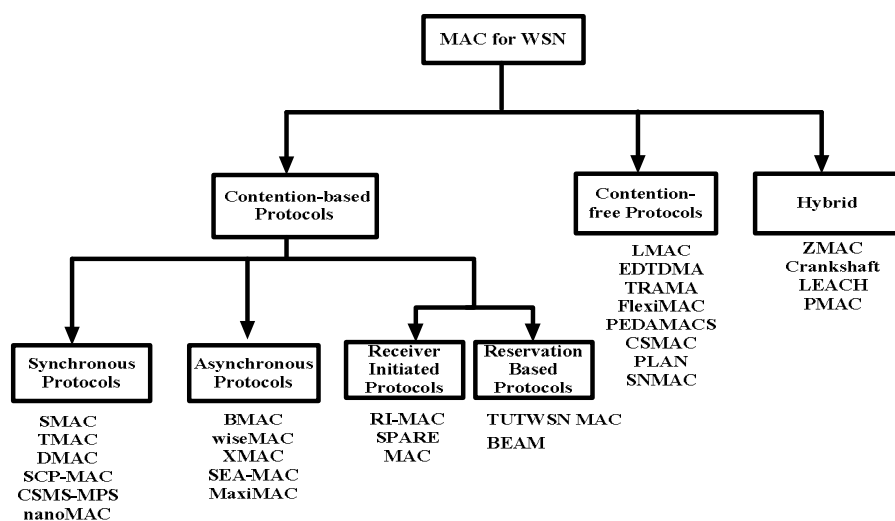 MAC for WSN
Contention-based
Protocols
Contention-
free Protocols
Hybrid
LMAC
EDTDMA
TRAMA
FlexiMAC
PEDAMACS
CSMAC
PLAN
SNMAC
ZMAC
Crankshaft
LEACH
PMAC
Synchronous
Protocols
Asynchronous
Protocols
Receiver
Initiated
Protocols
Reservation
Based
Protocols
SMAC
TMAC
DMAC
SCP-MAC
CSMS-MPS
nanoMAC
BMAC
wiseMAC
XMAC
SEA-MAC
MaxiMAC
RI-MAC
SPARE
MAC
TUTWSN MAC
BEAM